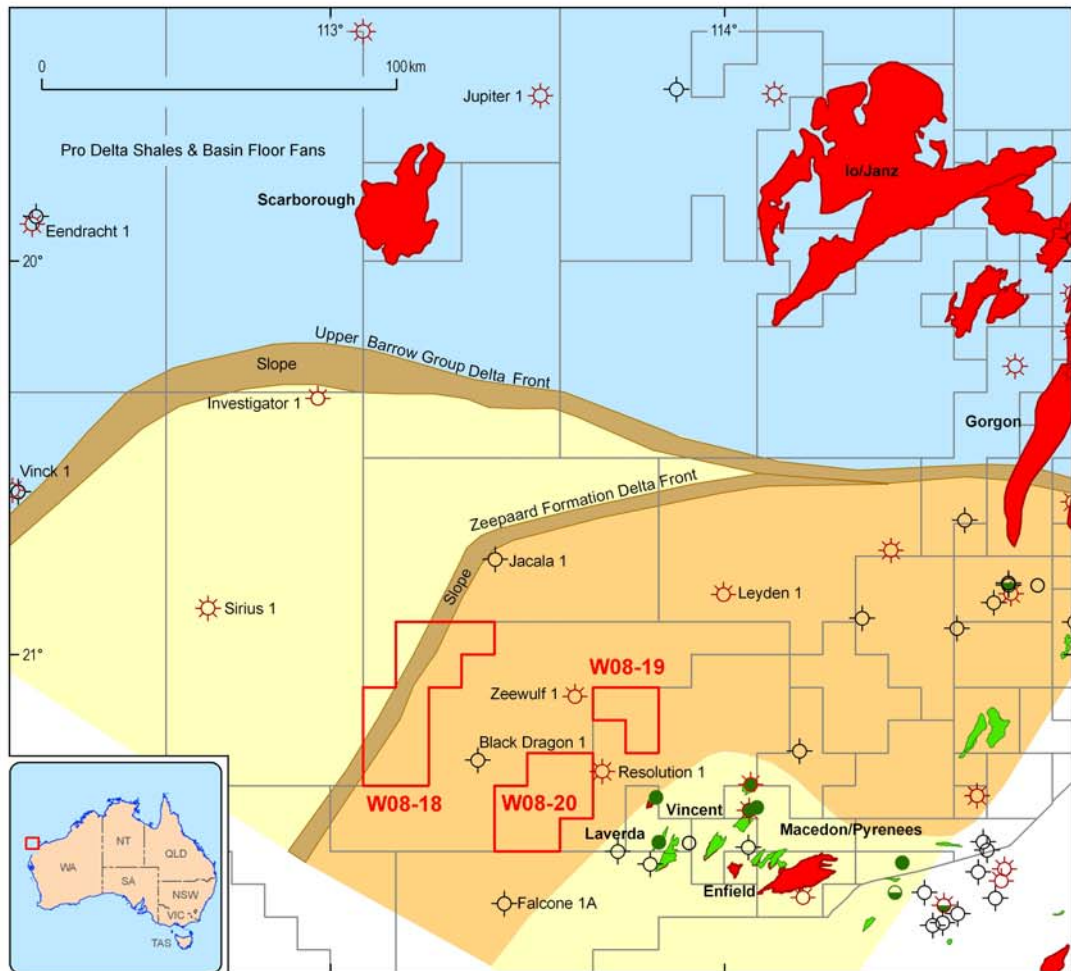 113°
114°
0
100km
Jupiter 1
Pro Delta Shales & Basin Floor Fans
Io/Janz
Scarborough
Eendracht 1
20°
Upper Barrow Group Delta Front
Slope
Investigator 1
Gorgon
Vinck 1
Zeepaard Formation Delta Front
Jacala 1
Slope
Leyden 1
Sirius 1
21°
W08-19
Zeewulf 1
Black Dragon 1
Resolution 1
W08-18
W08-20
Vincent
Laverda
Macedon/Pyrenees
Enfield
Falcone 1A
WA
NT
QLD
SA
NSW
VIC
TAS